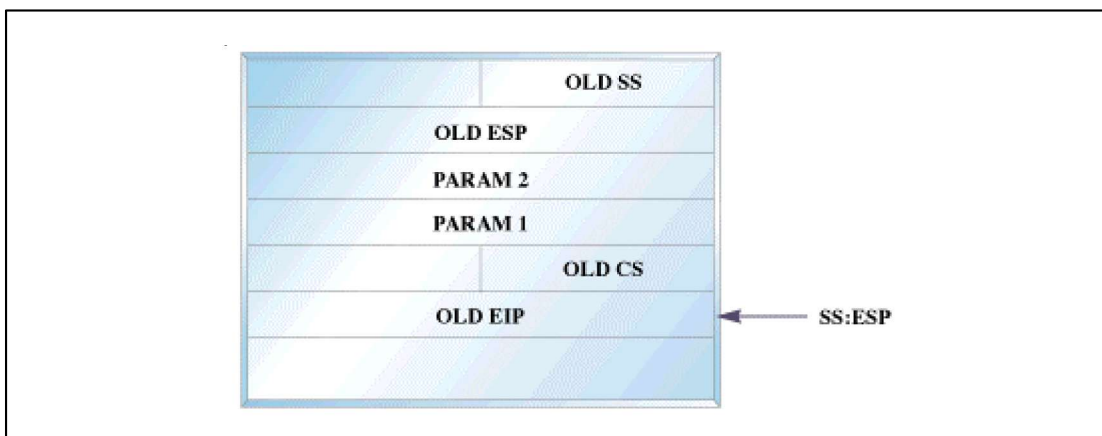 OLD SS
OLD ESP
PARAM 2
PARAM 1
OLD CS
OLD EIP
SS:ESP